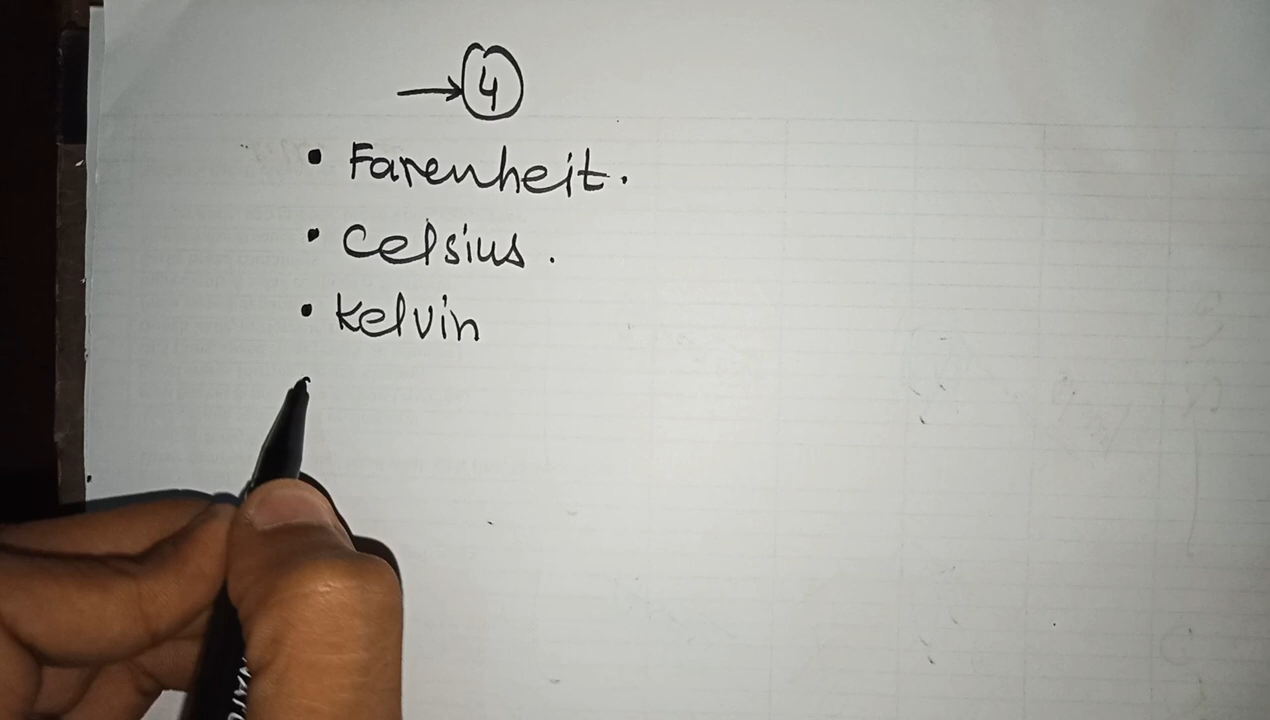 → 4
• Farenheit.
• Celsius.
• Kelvin